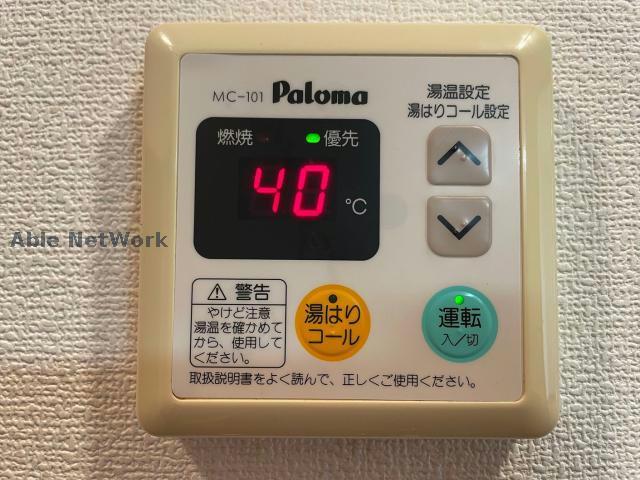 MC-101 Paloma
湯温設定
湯はりコール設定
燃焼 優先
40 ℃
Able NetWork
⚠ 警告
やけど注意
湯温を確かめて
から、使用して
ください。
湯はり
コール
運転
入／切
取扱説明書をよく読んで、正しくご使用ください。